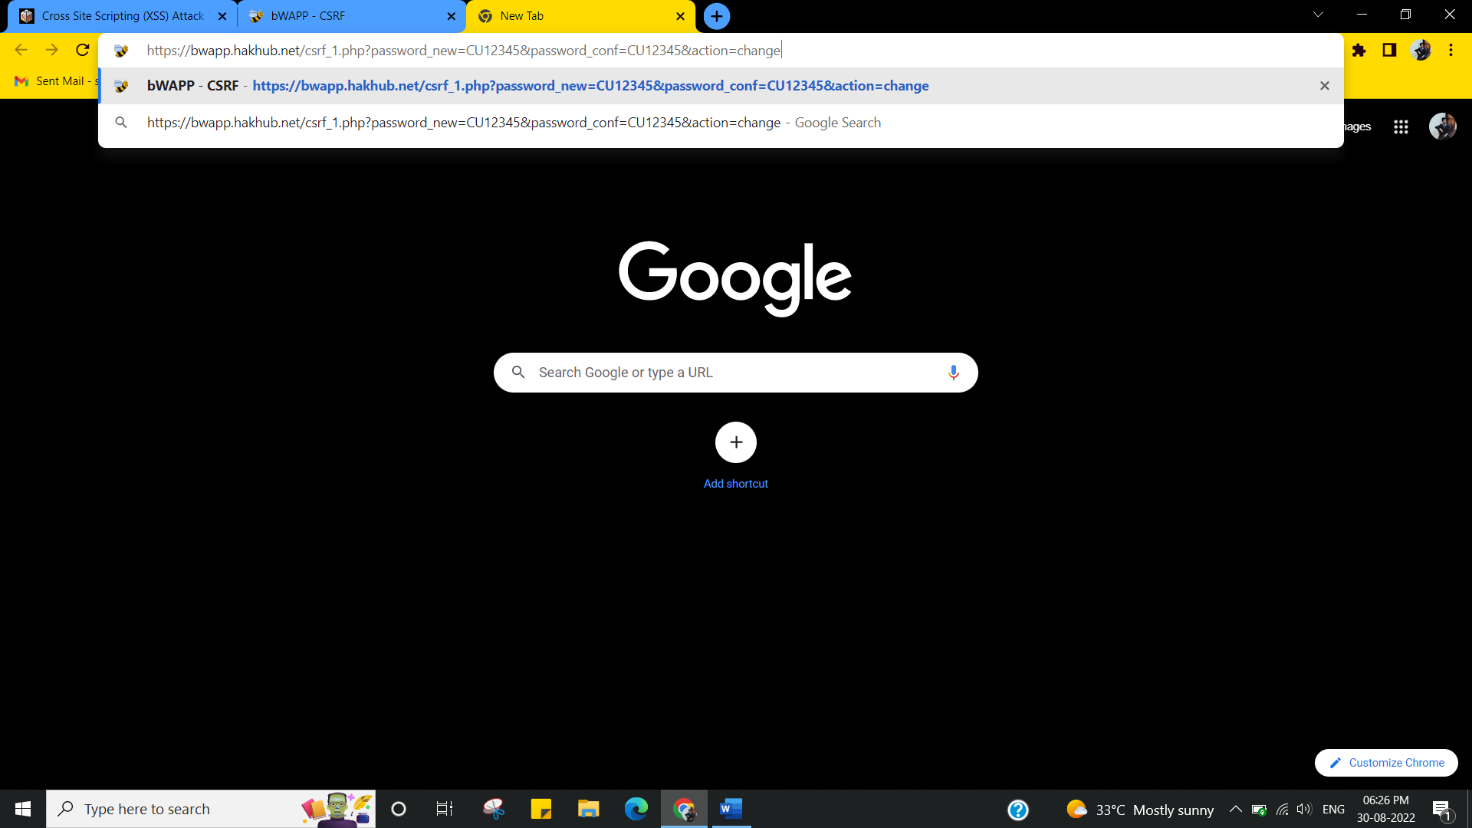 Cross Site Scripting (XSS) Attack
bWAPP - CSRF
New Tab
https://bwapp.hakhub.net/csrf_1.php?password_new=CU12345&password_conf=CU12345&action=change
Sent Mail - s
bWAPP - CSRF - https://bwapp.hakhub.net/csrf_1.php?password_new=CU12345&password_conf=CU12345&action=change
https://bwapp.hakhub.net/csrf_1.php?password_new=CU12345&password_conf=CU12345&action=change - Google Search
mages
Google
Search Google or type a URL
Add shortcut
Customize Chrome
Type here to search
33°C Mostly sunny
ENG
06:26 PM
30-08-2022
1